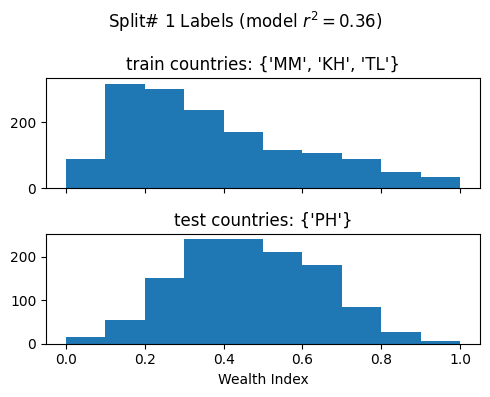 Split# 1 Labels (model r² = 0.36)
train countries: {'MM', 'KH', 'TL'}
200
0
test countries: {'PH'}
200
100
0
0.0 0.2 0.4 0.6 0.8 1.0
Wealth Index